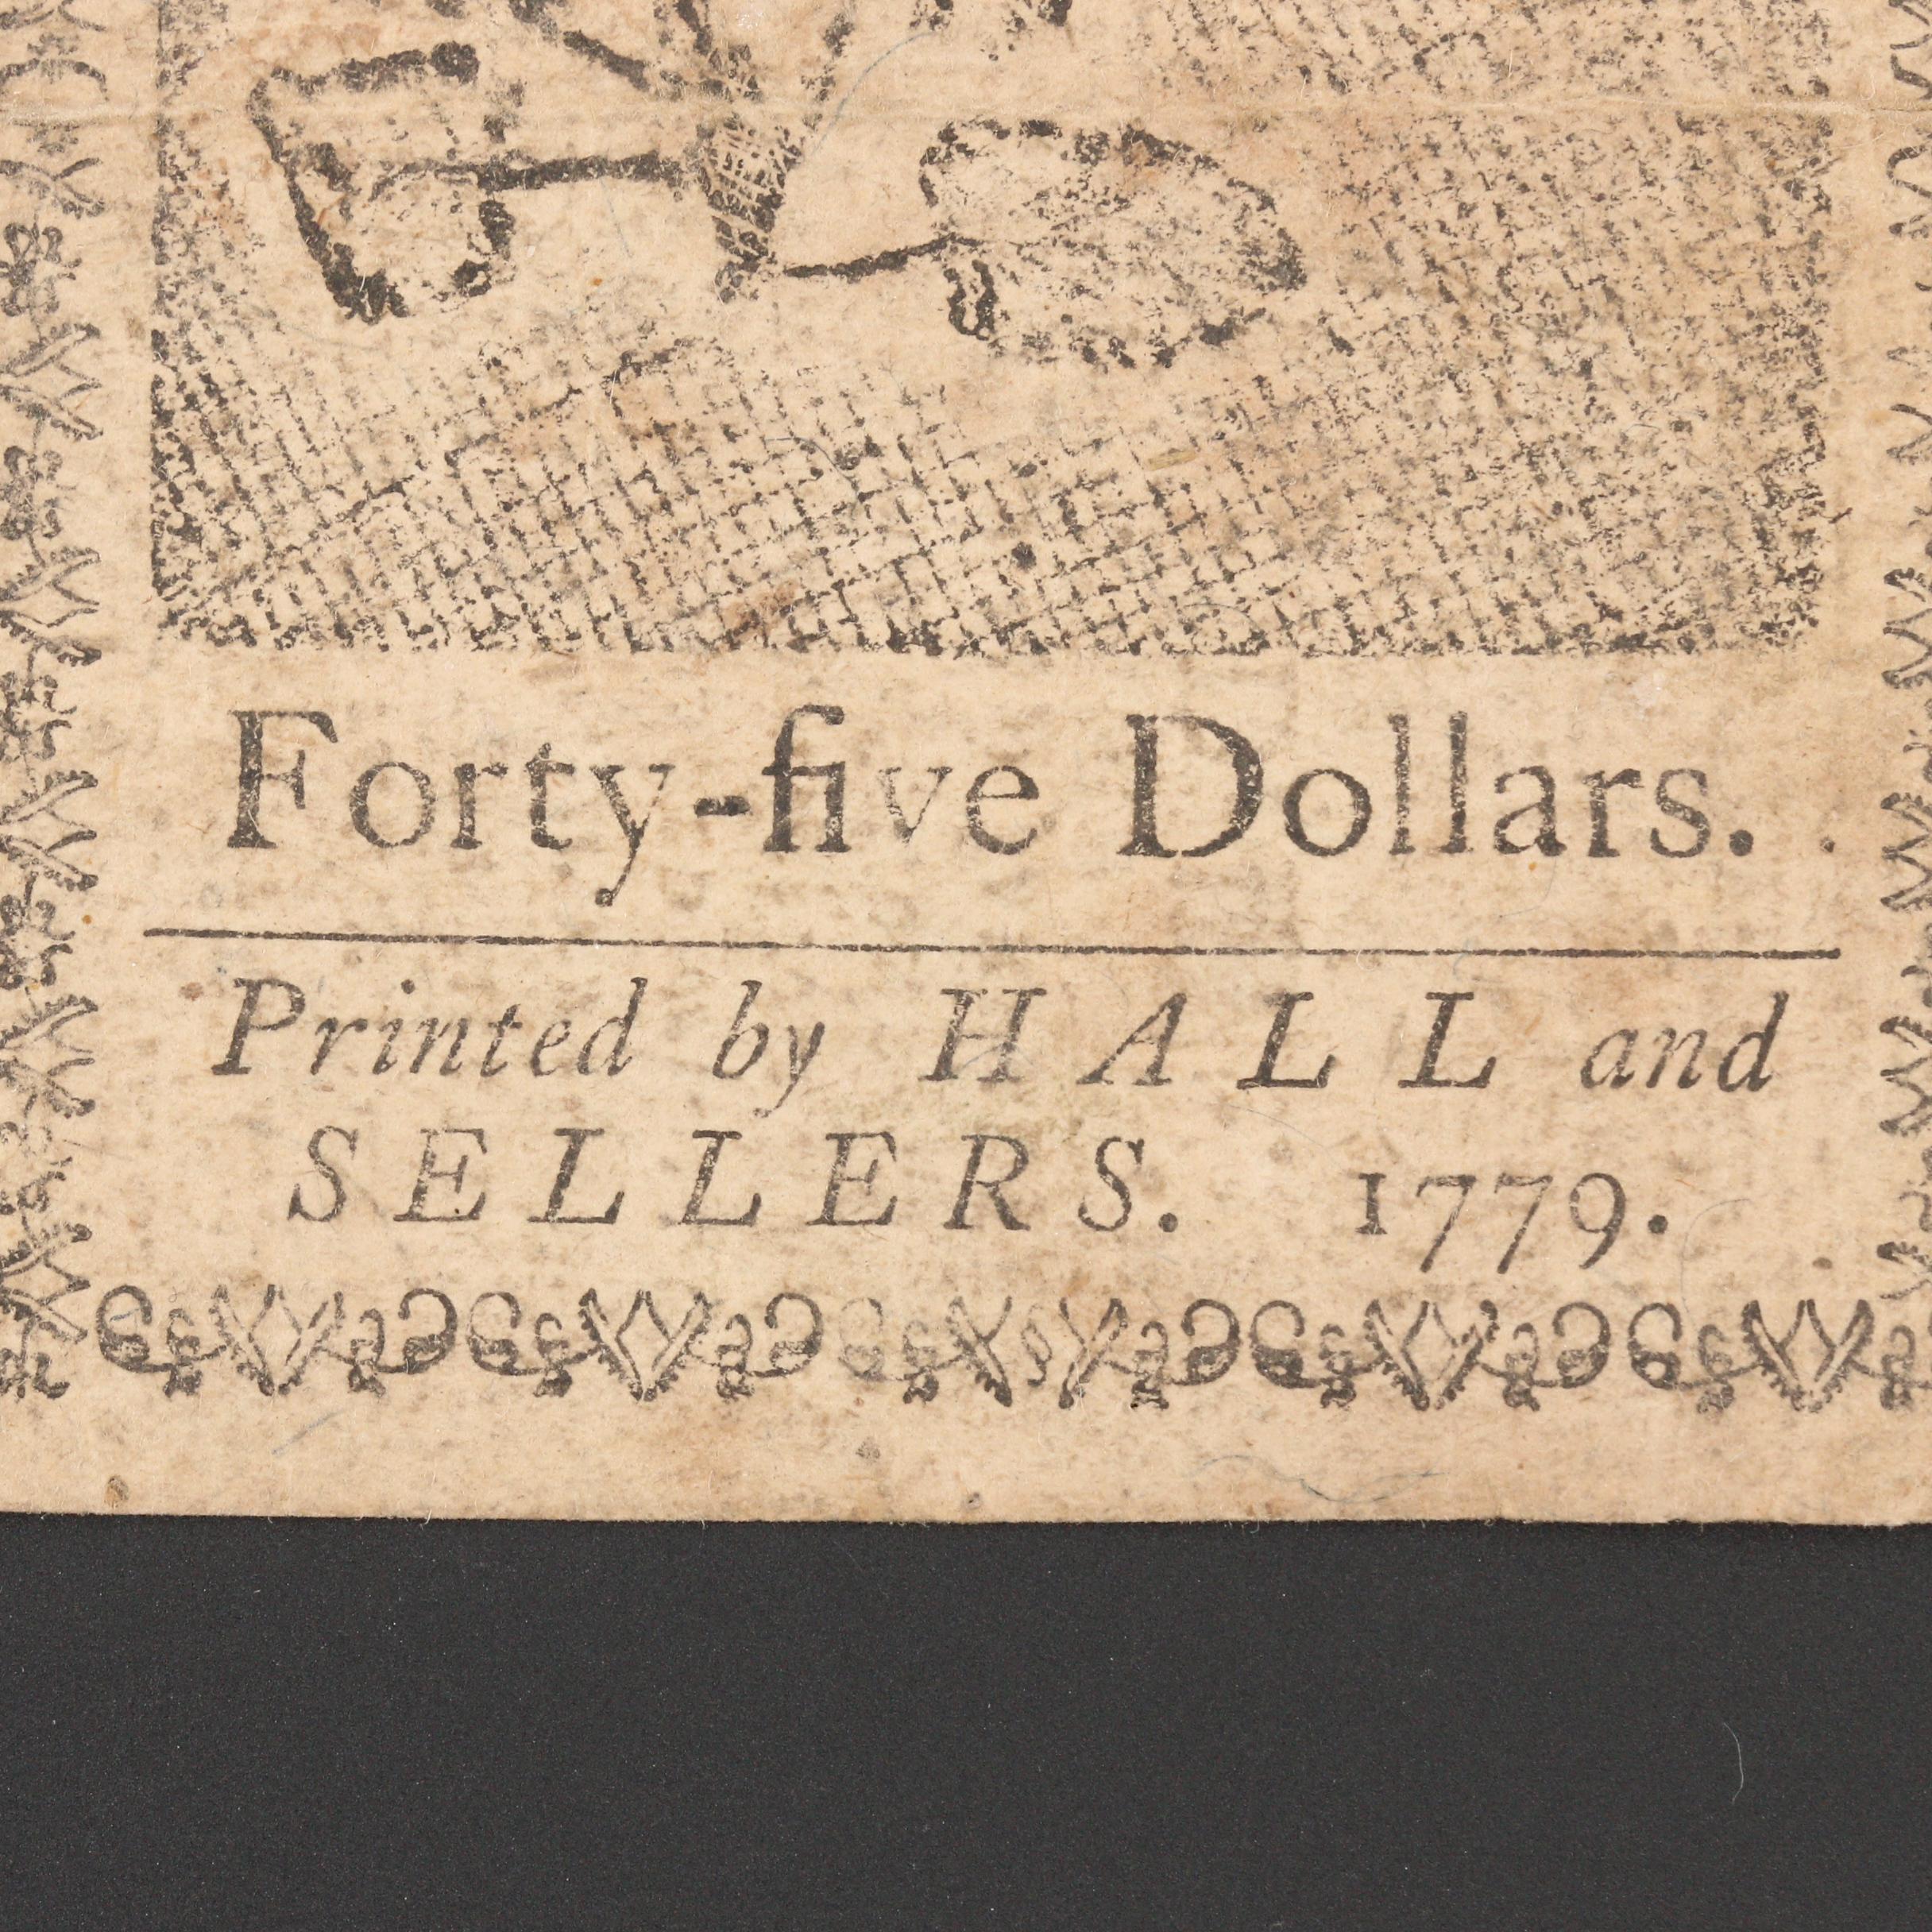 Forty-five Dollars.
Printed by HALL and
SELLERS. 1779.